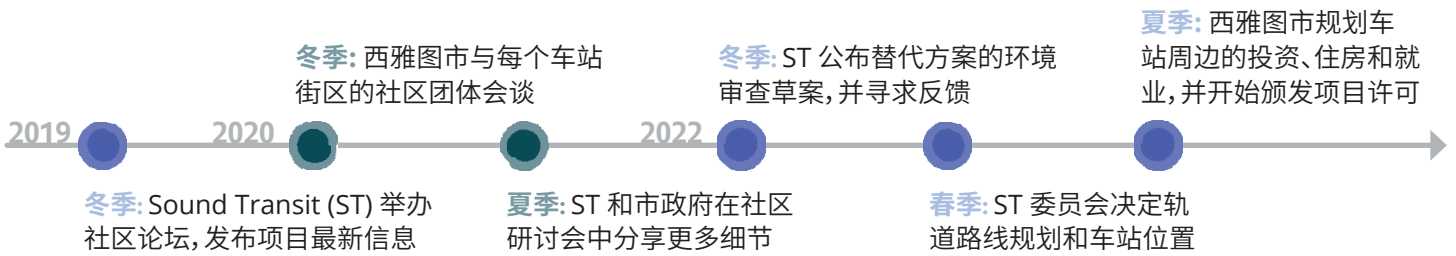 2019
冬季: Sound Transit (ST) 举办
社区论坛，发布项目最新信息
2020
冬季: 西雅图市与每个车站
街区的社区团体会谈
夏季: ST 和市政府在社区
研讨会中分享更多细节
2022
冬季: ST 公布替代方案的环境
审查草案，并寻求反馈
春季: ST 委员会决定轨
道路线规划和车站位置
夏季: 西雅图市规划车
站周边的投资、住房和就
业，并开始颁发项目许可